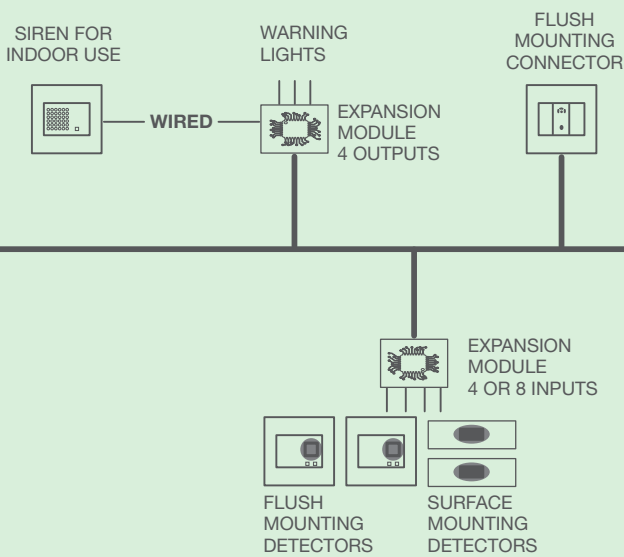 SIREN FOR
INDOOR USE
WARNING
LIGHTS
FLUSH
MOUNTING
CONNECTOR
WIRED
EXPANSION
MODULE
4 OUTPUTS
EXPANSION
MODULE
4 OR 8 INPUTS
FLUSH
MOUNTING
DETECTORS
SURFACE
MOUNTING
DETECTORS